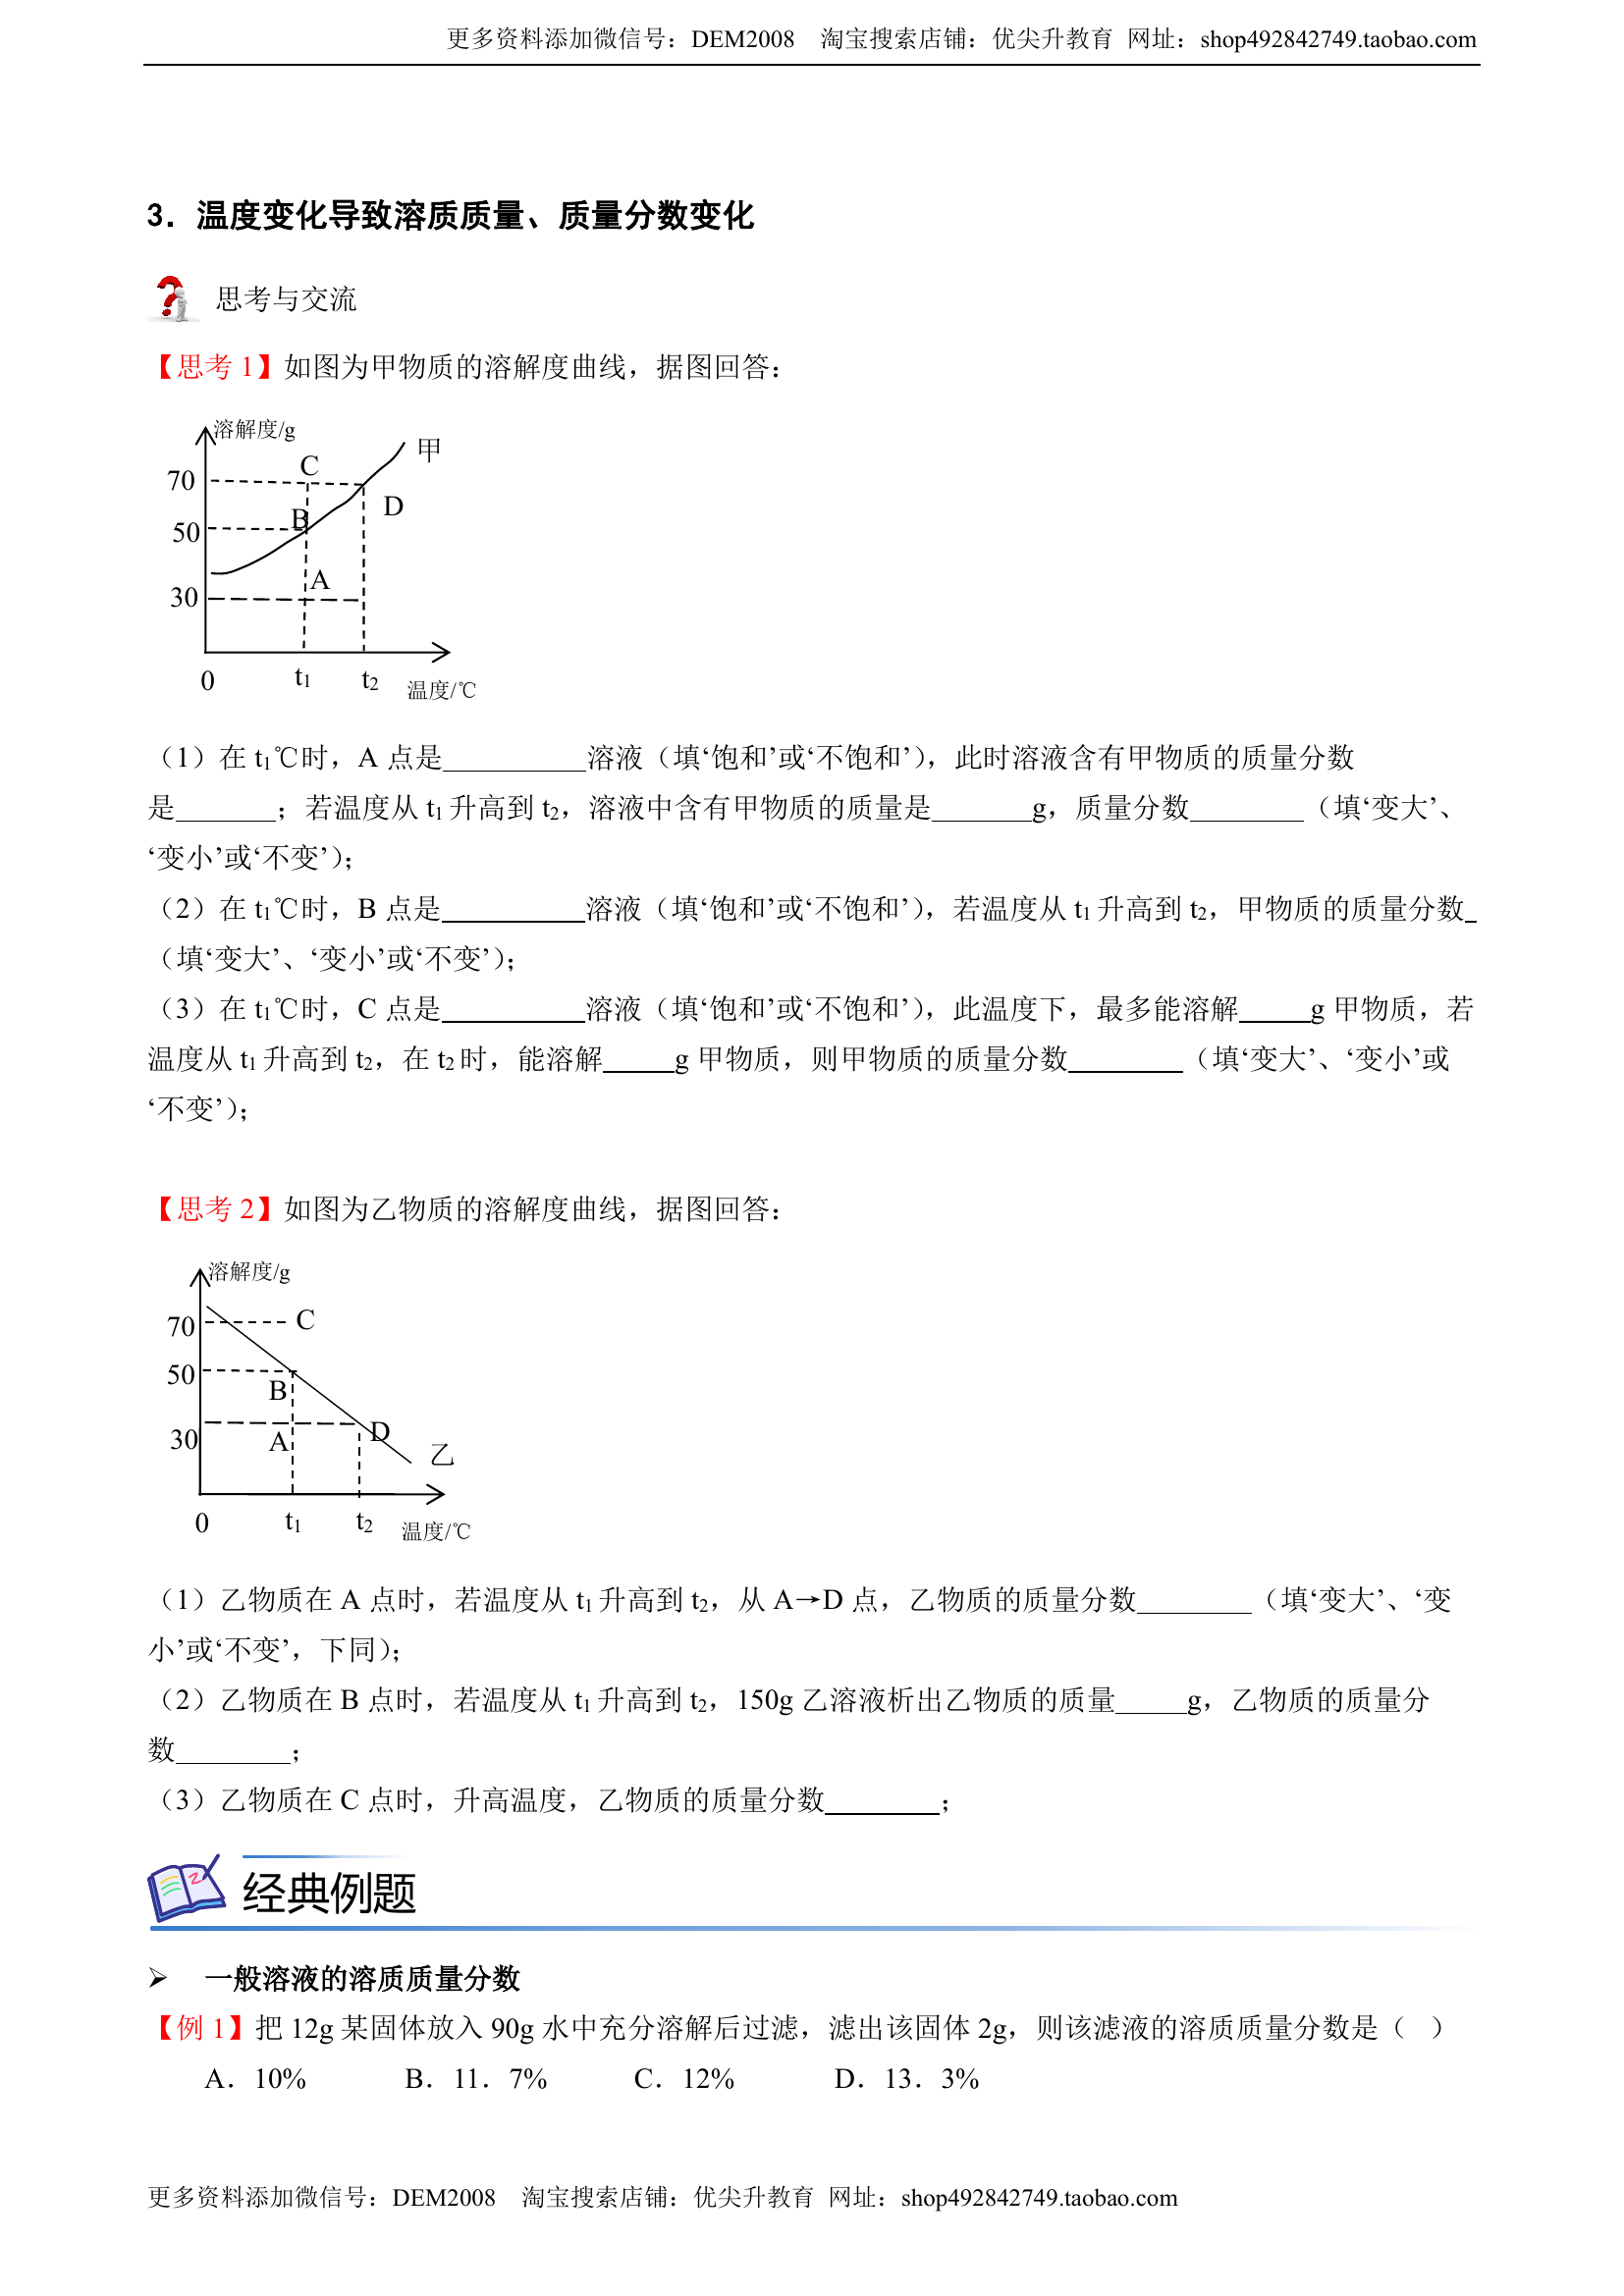 更多资料添加微信号：DEM2008 淘宝搜索店铺：优尖升教育 网址：shop492842749.taobao.com
3．温度变化导致溶质质量、质量分数变化
思考与交流
【思考 1】如图为甲物质的溶解度曲线，据图回答：
溶解度/g
甲
C
70
D
B
50
A
30
0 t₁ t₂ 温度/℃
（1）在 t₁℃时，A 点是__________溶液（填‘饱和’或‘不饱和’），此时溶液含有甲物质的质量分数
是_______；若温度从 t₁ 升高到 t₂，溶液中含有甲物质的质量是_______g，质量分数________（填‘变大’、
‘变小’或‘不变’）；
（2）在 t₁℃时，B 点是__________溶液（填‘饱和’或‘不饱和’），若温度从 t₁ 升高到 t₂，甲物质的质量分数_
（填‘变大’、‘变小’或‘不变’）；
（3）在 t₁℃时，C 点是__________溶液（填‘饱和’或‘不饱和’），此温度下，最多能溶解_____g 甲物质，若
温度从 t₁ 升高到 t₂，在 t₂ 时，能溶解_____g 甲物质，则甲物质的质量分数________（填‘变大’、‘变小’或
‘不变’）；
【思考 2】如图为乙物质的溶解度曲线，据图回答：
溶解度/g
C
70
50
B
D
30
A
乙
0 t₁ t₂ 温度/℃
（1）乙物质在 A 点时，若温度从 t₁ 升高到 t₂，从 A→D 点，乙物质的质量分数________（填‘变大’、‘变
小’或‘不变’，下同）；
（2）乙物质在 B 点时，若温度从 t₁ 升高到 t₂，150g 乙溶液析出乙物质的质量_____g，乙物质的质量分
数________；
（3）乙物质在 C 点时，升高温度，乙物质的质量分数________；
经典例题
➢ 一般溶液的溶质质量分数
【例 1】把 12g 某固体放入 90g 水中充分溶解后过滤，滤出该固体 2g，则该滤液的溶质质量分数是（ ）
A．10% B．11．7% C．12% D．13．3%
更多资料添加微信号：DEM2008 淘宝搜索店铺：优尖升教育 网址：shop492842749.taobao.com